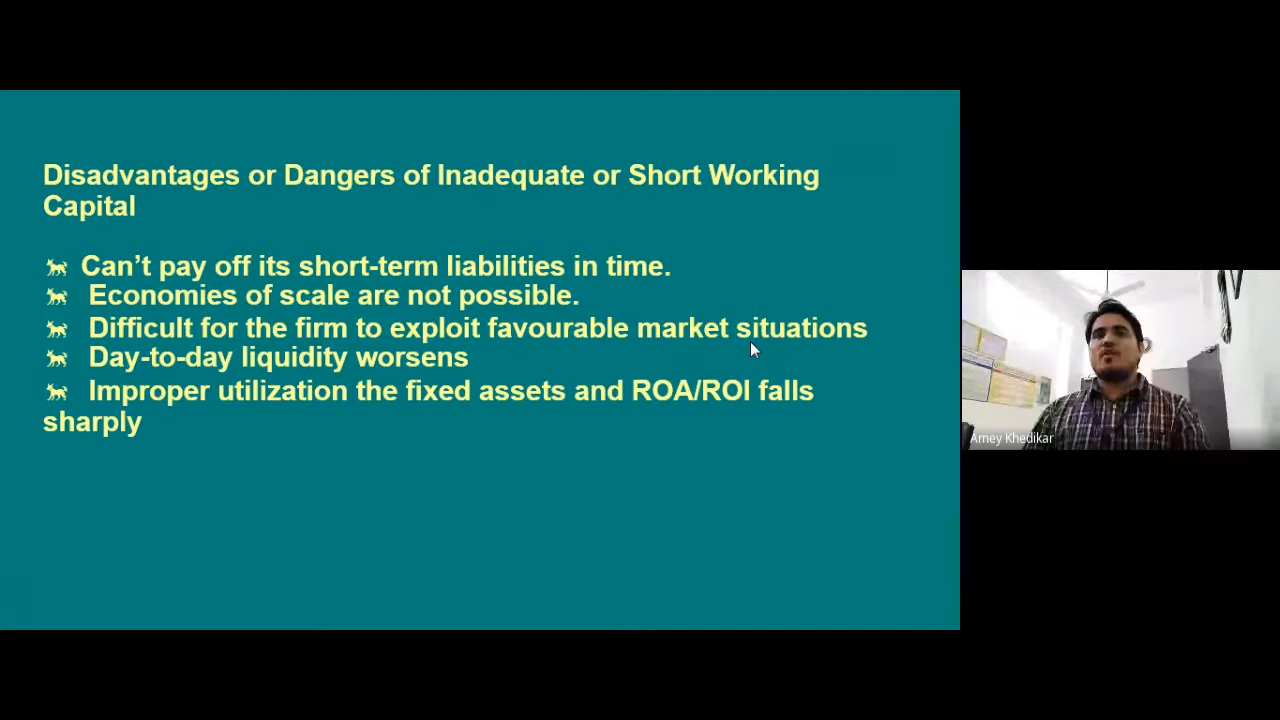 Disadvantages or Dangers of Inadequate or Short Working
Capital
Can’t pay off its short-term liabilities in time.
Economies of scale are not possible.
Difficult for the firm to exploit favourable market situations
Day-to-day liquidity worsens
Improper utilization the fixed assets and ROA/ROI falls
sharply
Amey Khedikar